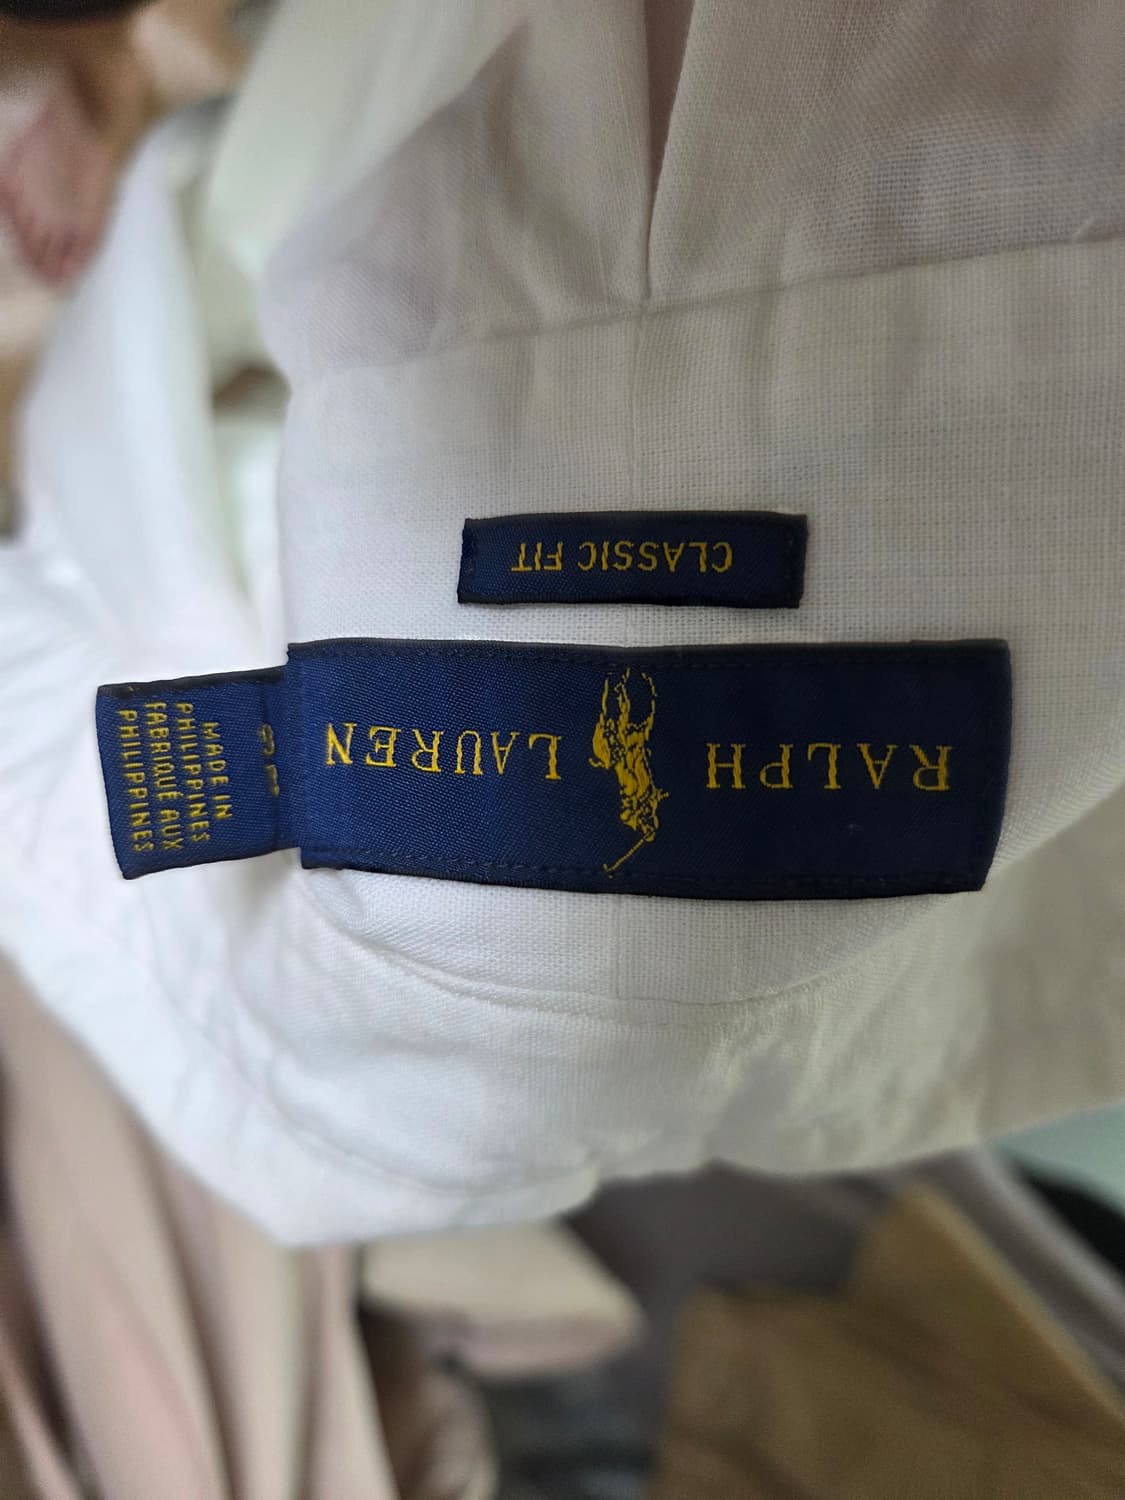 RALPH LAUREN
CLASSIC FIT
MADE IN
PHILIPPINES
FABRIQUÉ AUX
PHILIPPINES